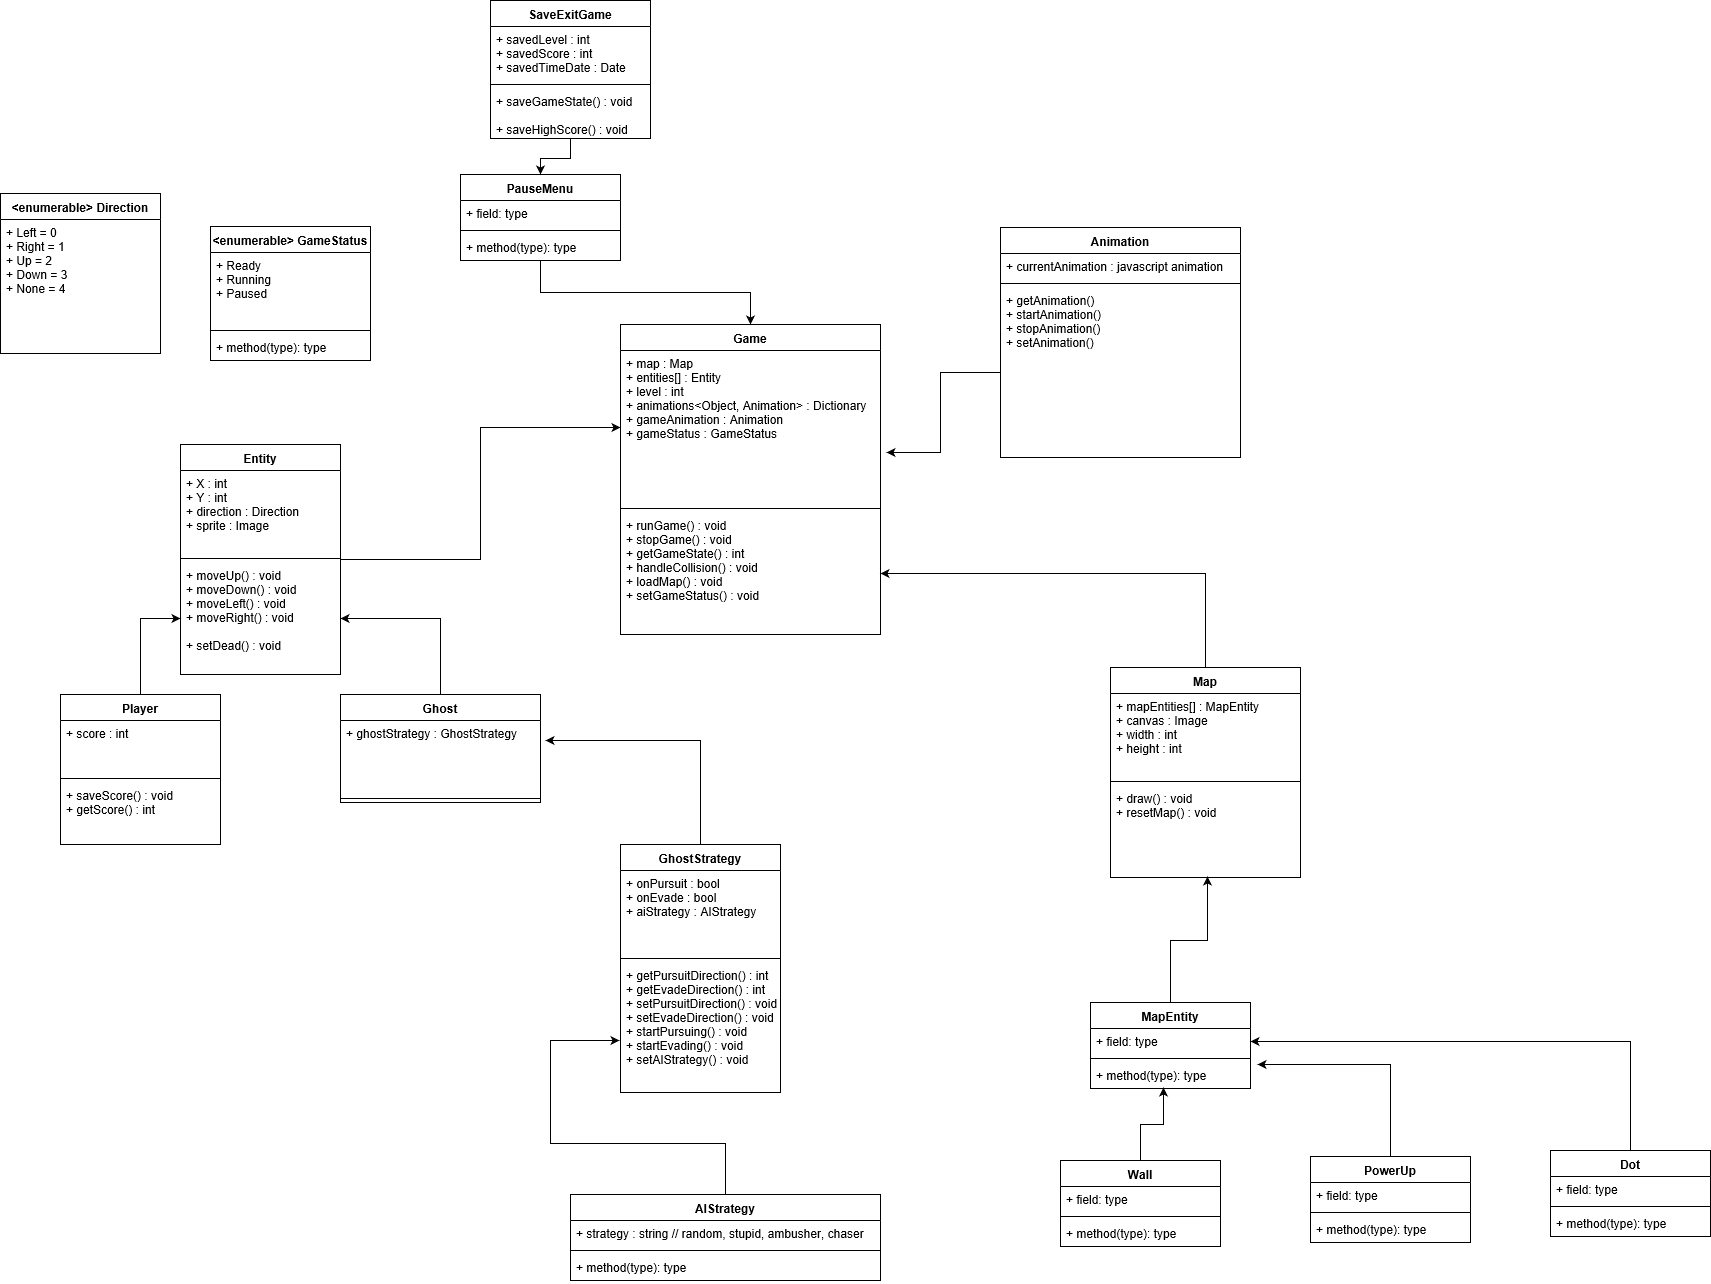 SaveExitGame
+ savedLevel : int
+ savedScore : int
+ savedTimeDate : Date
+ saveGameState() : void
+ saveHighScore() : void
PauseMenu
+ field: type
+ method(type): type
<enumerable> Direction
+ Left = 0
+ Right = 1
+ Up = 2
+ Down = 3
+ None = 4
<enumerable> GameStatus
+ Ready
+ Running
+ Paused
+ method(type): type
Animation
+ currentAnimation : javascript animation
+ getAnimation()
+ startAnimation()
+ stopAnimation()
+ setAnimation()
Game
+ map : Map
+ entities[] : Entity
+ level : int
+ animations<Object, Animation> : Dictionary
+ gameAnimation : Animation
+ gameStatus : GameStatus
+ runGame() : void
+ stopGame() : void
+ getGameState() : int
+ handleCollision() : void
+ loadMap() : void
+ setGameStatus() : void
Entity
+ X : int
+ Y : int
+ direction : Direction
+ sprite : Image
+ moveUp() : void
+ moveDown() : void
+ moveLeft() : void
+ moveRight() : void
+ setDead() : void
Player
+ score : int
+ saveScore() : void
+ getScore() : int
Ghost
+ ghostStrategy : GhostStrategy
Map
+ mapEntities[] : MapEntity
+ canvas : Image
+ width : int
+ height : int
+ draw() : void
+ resetMap() : void
GhostStrategy
+ onPursuit : bool
+ onEvade : bool
+ aiStrategy : AIStrategy
+ getPursuitDirection() : int
+ getEvadeDirection() : int
+ setPursuitDirection() : void
+ setEvadeDirection() : void
+ startPursuing() : void
+ startEvading() : void
+ setAIStrategy() : void
MapEntity
+ field: type
+ method(type): type
Wall
+ field: type
+ method(type): type
PowerUp
+ field: type
+ method(type): type
Dot
+ field: type
+ method(type): type
AIStrategy
+ strategy : string // random, stupid, ambusher, chaser
+ method(type): type